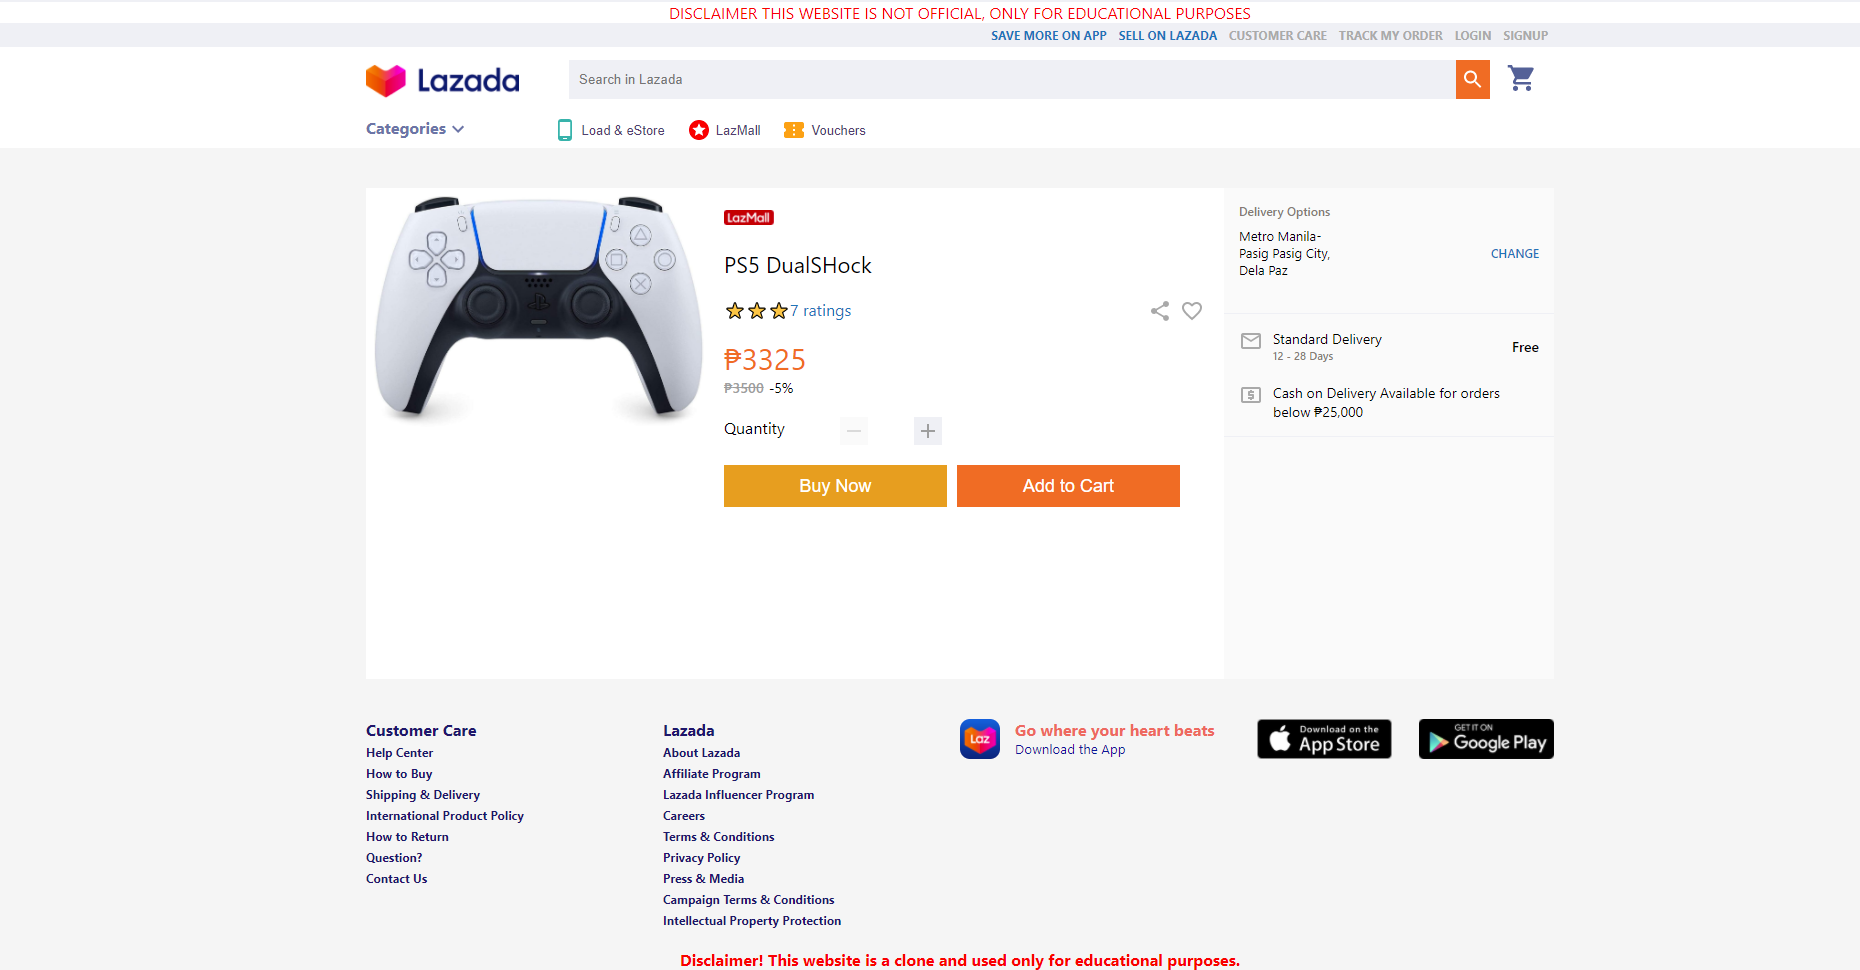 DISCLAIMER THIS WEBSITE IS NOT OFFICIAL, ONLY FOR EDUCATIONAL PURPOSES
SAVE MORE ON APP SELL ON LAZADA CUSTOMER CARE TRACK MY ORDER LOGIN SIGNUP
Lazada
Search in Lazada
Categories
Load & eStore LazMall Vouchers
LazMall
PS5 DualSHock
7 ratings
₱3325
₱3500 -5%
Quantity
Buy Now Add to Cart
Delivery Options
Metro Manila-
Pasig Pasig City,
Dela Paz
CHANGE
Standard Delivery
12 - 28 Days
Free
Cash on Delivery Available for orders
below ₱25,000
Customer Care
Help Center
How to Buy
Shipping & Delivery
International Product Policy
How to Return
Question?
Contact Us
Lazada
About Lazada
Affiliate Program
Lazada Influencer Program
Careers
Terms & Conditions
Privacy Policy
Press & Media
Campaign Terms & Conditions
Intellectual Property Protection
Laz
Go where your heart beats
Download the App
Download on the
App Store
GET IT ON
Google Play
Disclaimer! This website is a clone and used only for educational purposes.